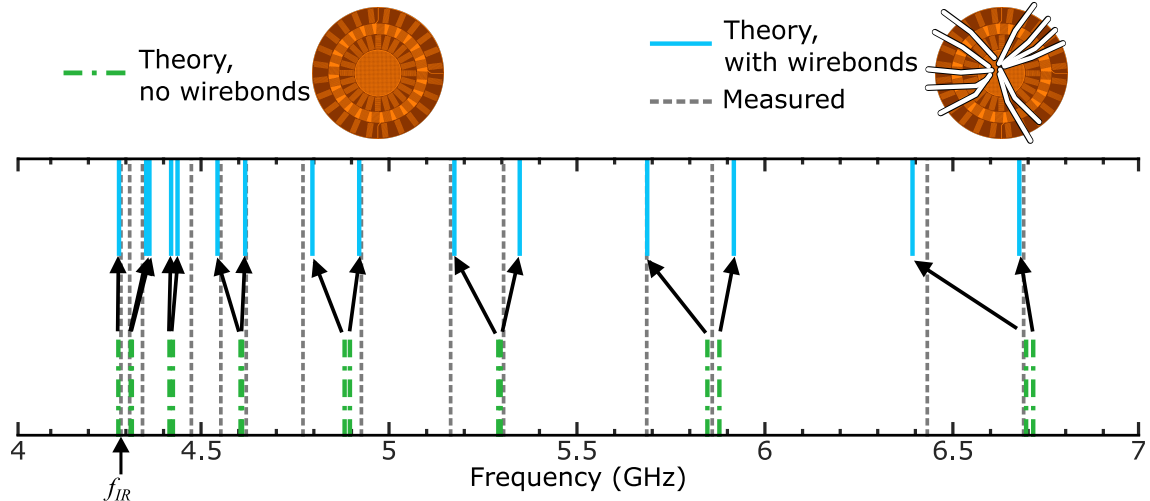 Theory,
no wirebonds
Theory,
with wirebonds
Measured
4 4.5 5 5.5 6 6.5 7
Frequency (GHz)
f_IR